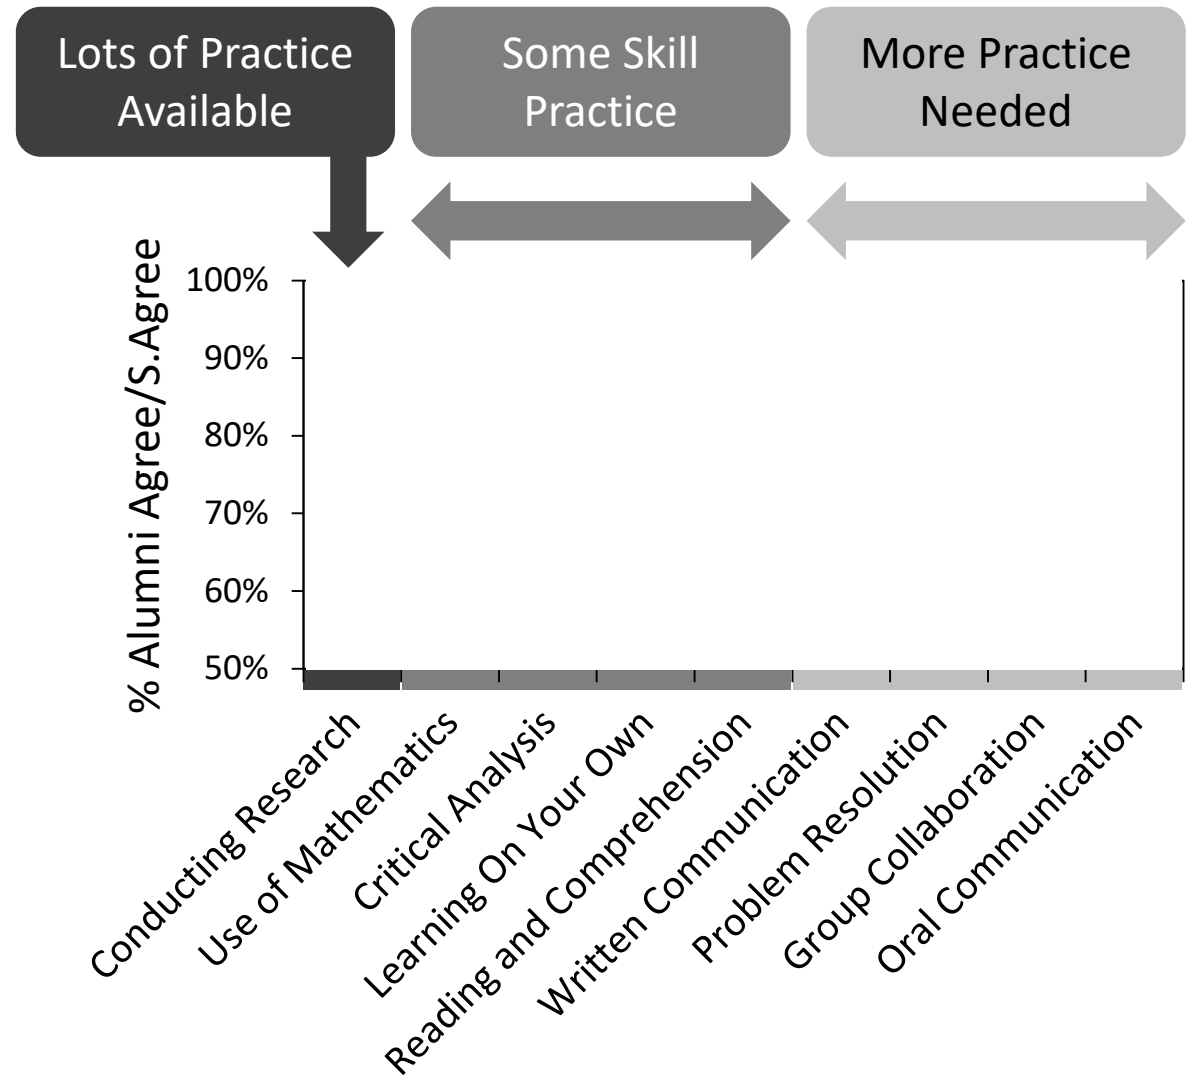 Lots of Practice
Available
Some Skill
Practice
More Practice
Needed
% Alumni Agree/S.Agree
100%
90%
80%
70%
60%
50%
Conducting Research
Use of Mathematics
Critical Analysis
Learning On Your Own
Reading and Comprehension
Written Communication
Problem Resolution
Group Collaboration
Oral Communication